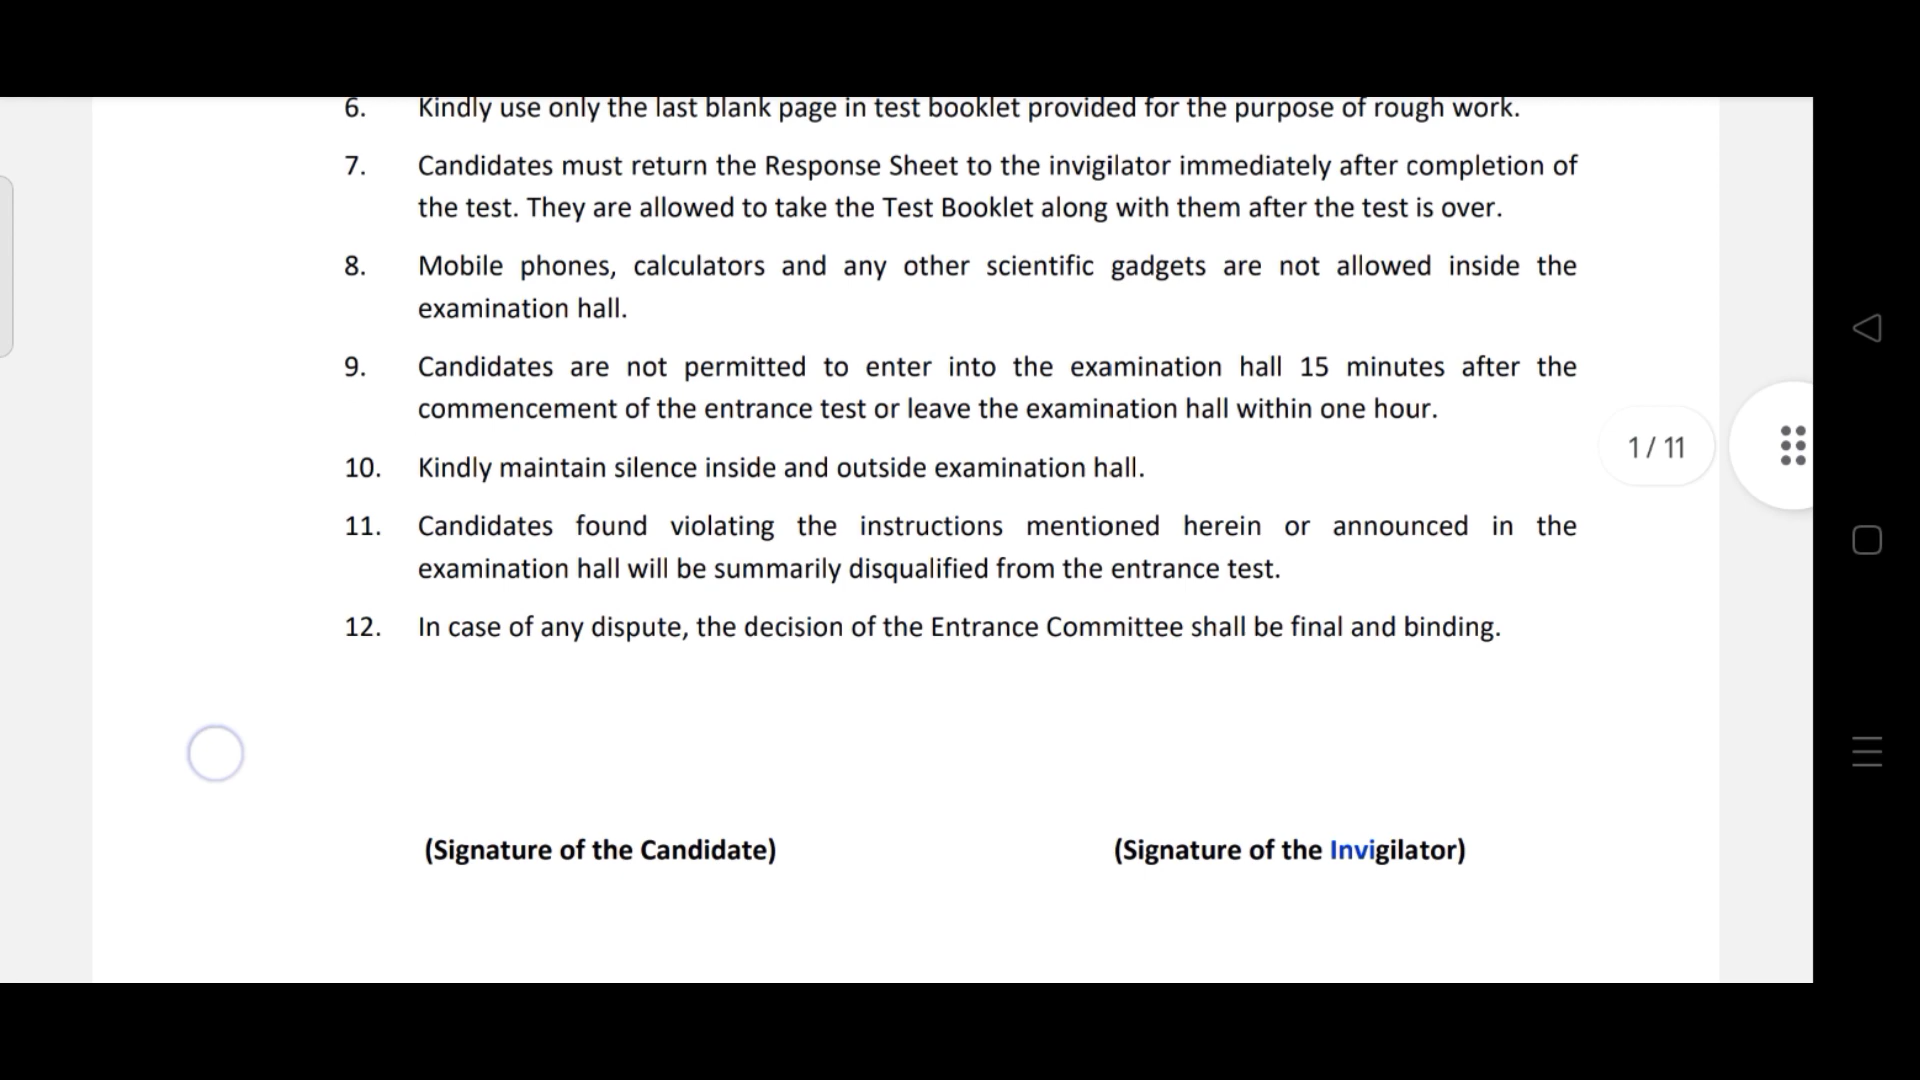 6. Kindly use only the last blank page in test booklet provided for the purpose of rough work.
7. Candidates must return the Response Sheet to the invigilator immediately after completion of
the test. They are allowed to take the Test Booklet along with them after the test is over.
8. Mobile phones, calculators and any other scientific gadgets are not allowed inside the
examination hall.
9. Candidates are not permitted to enter into the examination hall 15 minutes after the
commencement of the entrance test or leave the examination hall within one hour.
1 / 11
10. Kindly maintain silence inside and outside examination hall.
11. Candidates found violating the instructions mentioned herein or announced in the
examination hall will be summarily disqualified from the entrance test.
12. In case of any dispute, the decision of the Entrance Committee shall be final and binding.
(Signature of the Candidate) (Signature of the Invigilator)